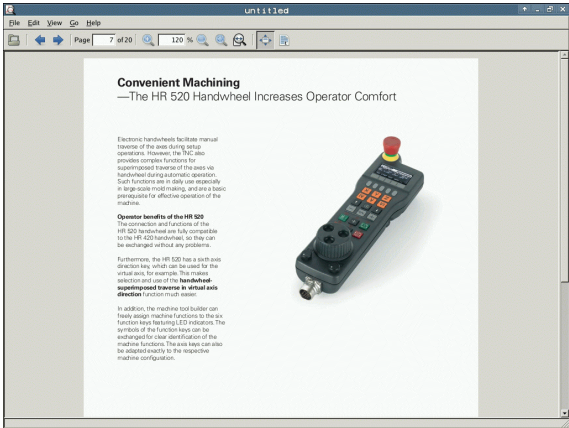 untitled
File Edit View Go Help
Page 7 of 20 120 %
Convenient Machining
—The HR 520 Handwheel Increases Operator Comfort
Electronic handwheels facilitate manual
traverse of the axes during setup
operations. However, the TNC also
provides complex functions for
superimposed traverse of the axes via
handwheel during automatic operation.
Such functions are in daily use especially
in large-scale mold making, and are a basic
prerequisite for effective operation of the
machine.
Operator benefits of the HR 520
The connection and functions of the
HR 520 handwheel are fully compatible
to the HR 420 handwheel, so they can
be exchanged without any problems.
Furthermore, the HR 520 has a sixth axis
direction key, which can be used for the
virtual axis, for example. This makes
selection and use of the handwheel-
superimposed traverse in virtual axis
direction function much easier.
In addition, the machine tool builder can
freely assign machine functions to the six
function keys featuring LED indicators. The
symbols of the function keys can be
exchanged for clear identification of the
machine functions. The axis keys can also
be adapted exactly to the respective
machine configuration.